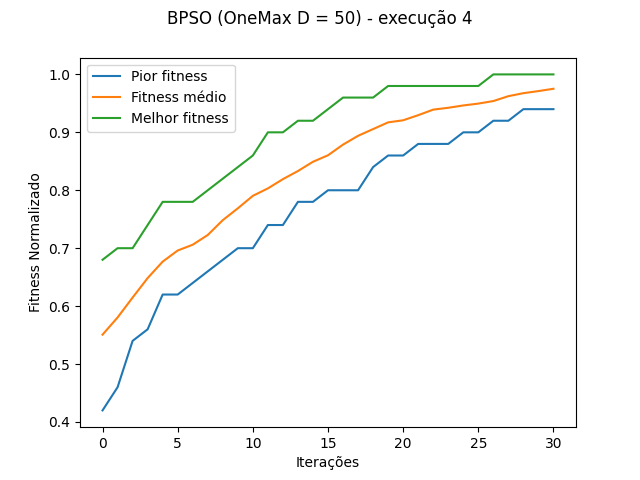 BPSO (OneMax D = 50) - execução 4
Pior fitness
Fitness médio
Melhor fitness
Fitness Normalizado
1.0
0.9
0.8
0.7
0.6
0.5
0.4
0 5 10 15 20 25 30
Iterações